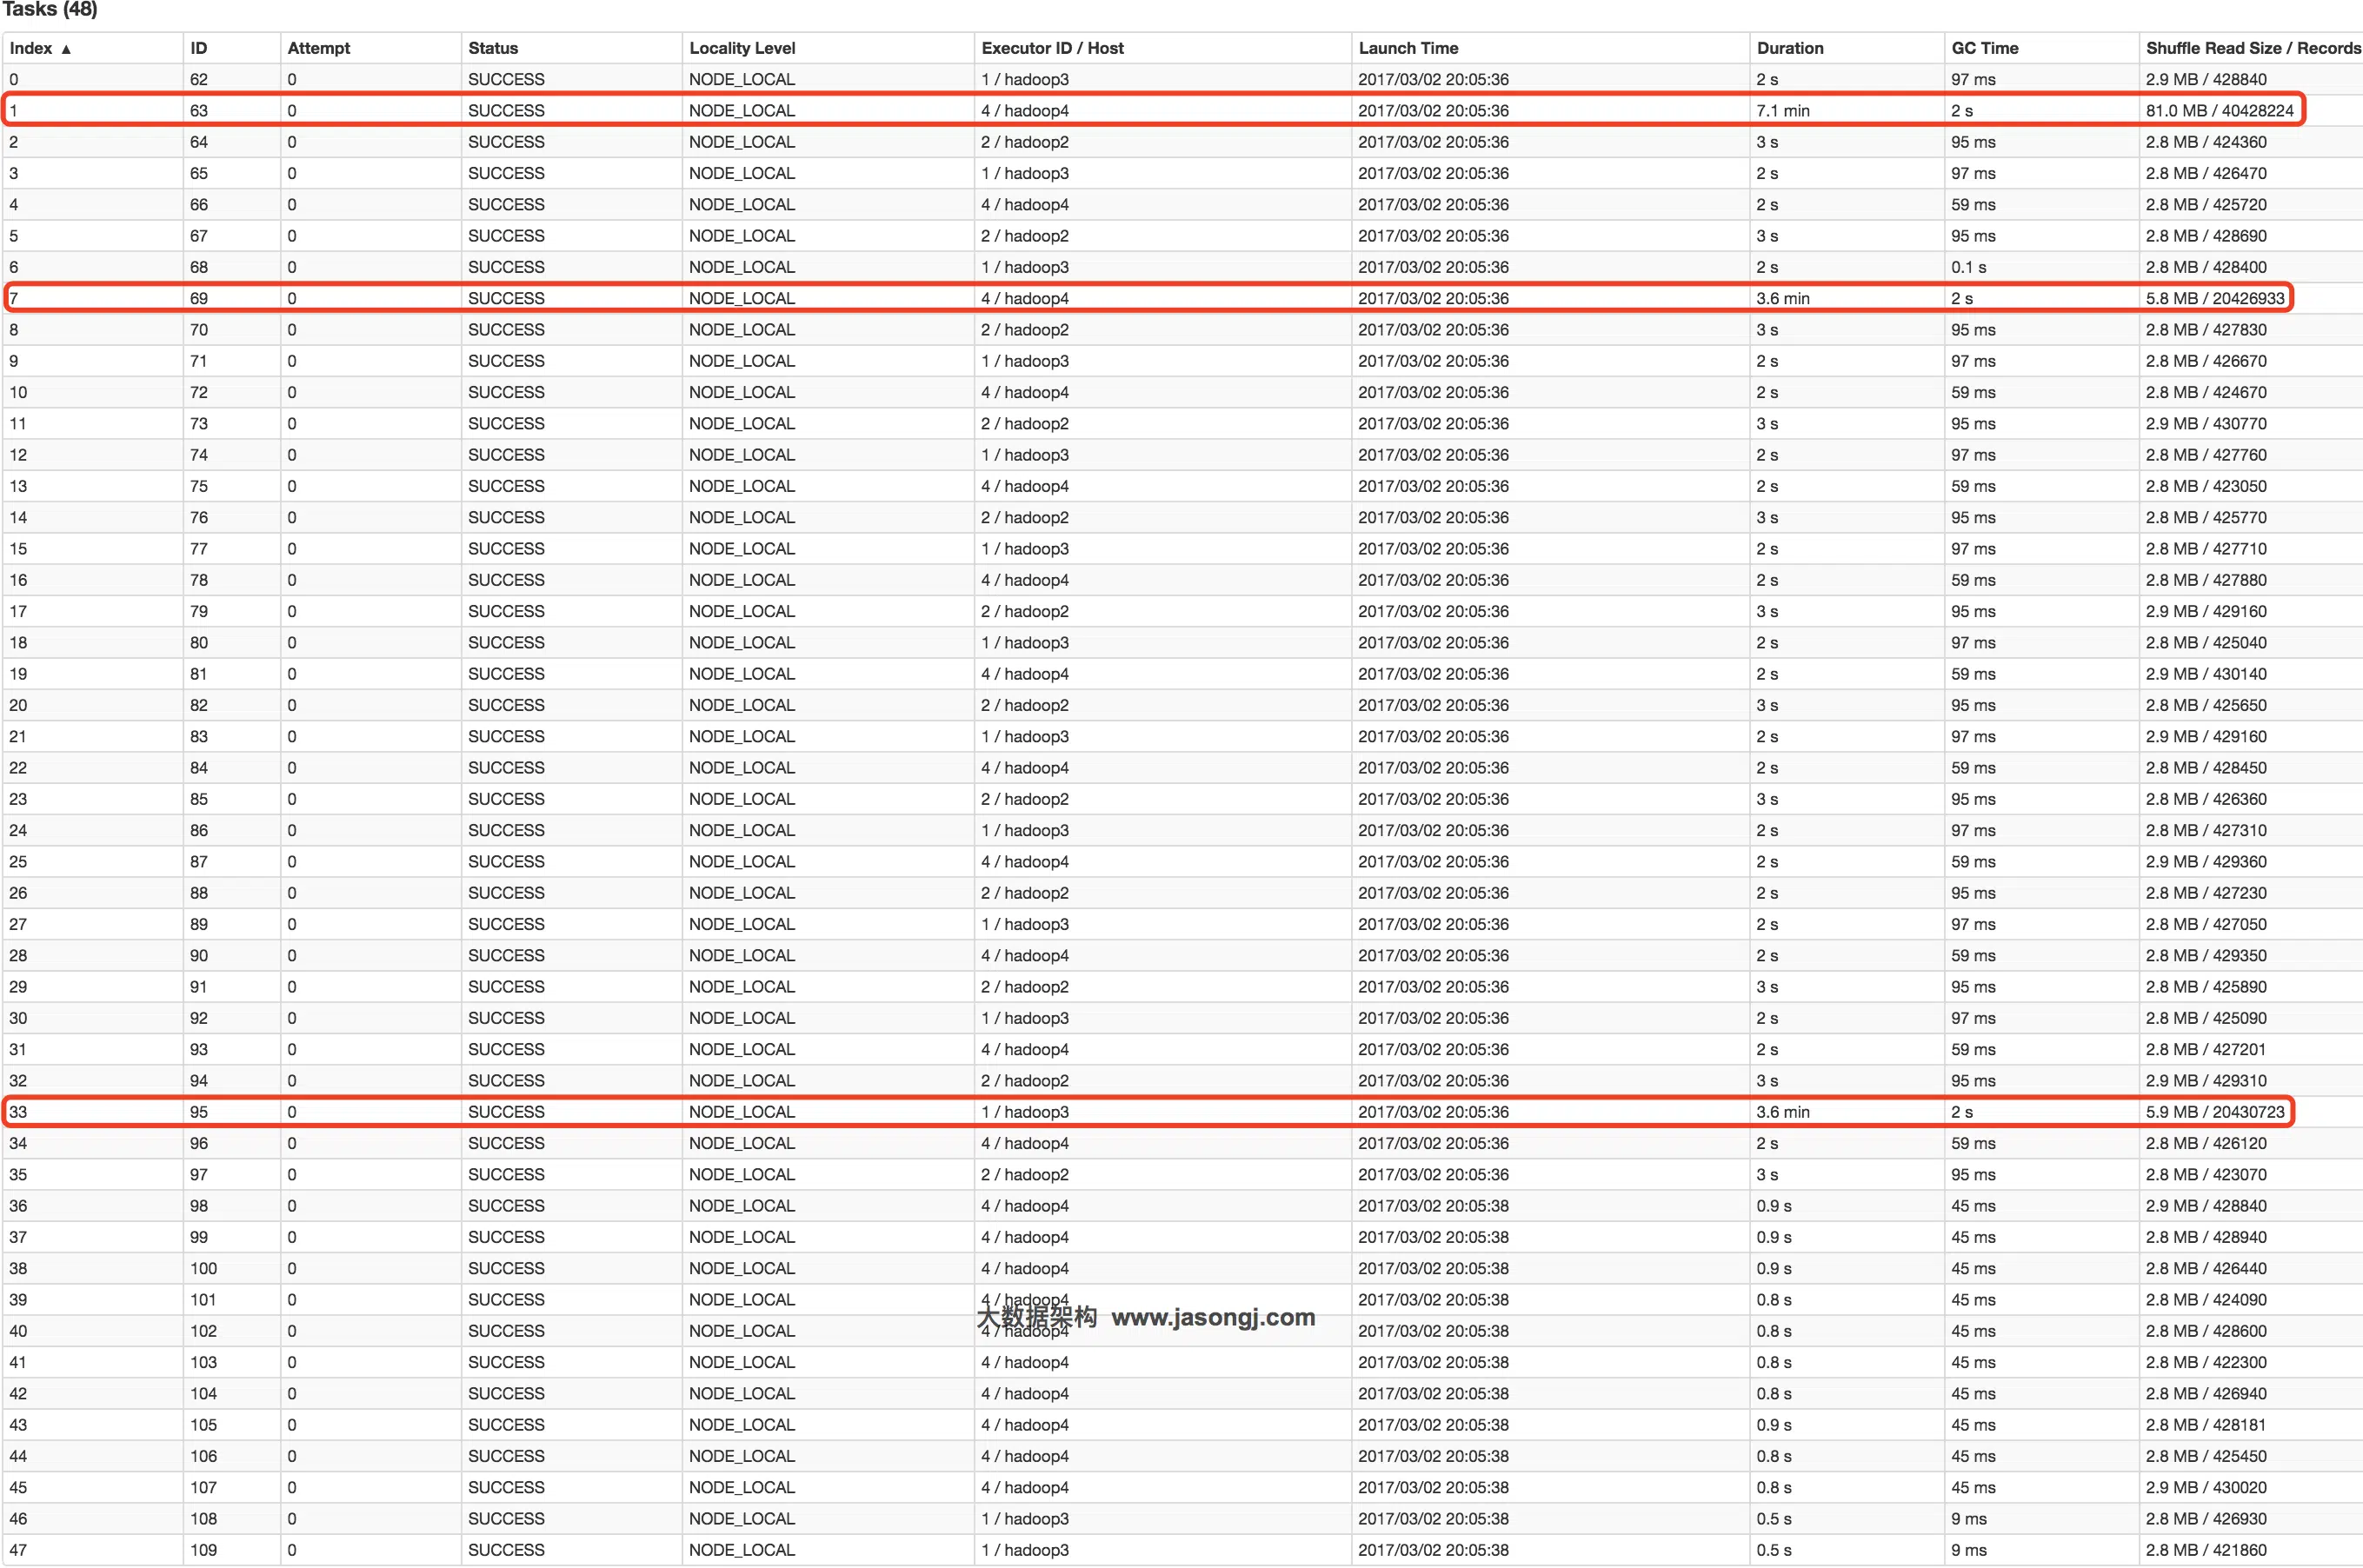 Tasks (48)
Index ▲ ID Attempt Status Locality Level Executor ID / Host Launch Time Duration GC Time Shuffle Read Size / Records
0 62 0 SUCCESS NODE_LOCAL 1 / hadoop3 2017/03/02 20:05:36 2 s 97 ms 2.9 MB / 428840
1 63 0 SUCCESS NODE_LOCAL 4 / hadoop4 2017/03/02 20:05:36 7.1 min 2 s 81.0 MB / 40428224
2 64 0 SUCCESS NODE_LOCAL 2 / hadoop2 2017/03/02 20:05:36 3 s 95 ms 2.8 MB / 424360
3 65 0 SUCCESS NODE_LOCAL 1 / hadoop3 2017/03/02 20:05:36 2 s 97 ms 2.8 MB / 426470
4 66 0 SUCCESS NODE_LOCAL 4 / hadoop4 2017/03/02 20:05:36 2 s 59 ms 2.8 MB / 425720
5 67 0 SUCCESS NODE_LOCAL 2 / hadoop2 2017/03/02 20:05:36 3 s 95 ms 2.8 MB / 428690
6 68 0 SUCCESS NODE_LOCAL 1 / hadoop3 2017/03/02 20:05:36 2 s 0.1 s 2.8 MB / 428400
7 69 0 SUCCESS NODE_LOCAL 4 / hadoop4 2017/03/02 20:05:36 3.6 min 2 s 5.8 MB / 20426933
8 70 0 SUCCESS NODE_LOCAL 2 / hadoop2 2017/03/02 20:05:36 3 s 95 ms 2.8 MB / 427830
9 71 0 SUCCESS NODE_LOCAL 1 / hadoop3 2017/03/02 20:05:36 2 s 97 ms 2.8 MB / 426670
10 72 0 SUCCESS NODE_LOCAL 4 / hadoop4 2017/03/02 20:05:36 2 s 59 ms 2.8 MB / 424670
11 73 0 SUCCESS NODE_LOCAL 2 / hadoop2 2017/03/02 20:05:36 3 s 95 ms 2.9 MB / 430770
12 74 0 SUCCESS NODE_LOCAL 1 / hadoop3 2017/03/02 20:05:36 2 s 97 ms 2.8 MB / 427760
13 75 0 SUCCESS NODE_LOCAL 4 / hadoop4 2017/03/02 20:05:36 2 s 59 ms 2.8 MB / 423050
14 76 0 SUCCESS NODE_LOCAL 2 / hadoop2 2017/03/02 20:05:36 3 s 95 ms 2.8 MB / 425770
15 77 0 SUCCESS NODE_LOCAL 1 / hadoop3 2017/03/02 20:05:36 2 s 97 ms 2.8 MB / 427710
16 78 0 SUCCESS NODE_LOCAL 4 / hadoop4 2017/03/02 20:05:36 2 s 59 ms 2.8 MB / 427880
17 79 0 SUCCESS NODE_LOCAL 2 / hadoop2 2017/03/02 20:05:36 3 s 95 ms 2.9 MB / 429160
18 80 0 SUCCESS NODE_LOCAL 1 / hadoop3 2017/03/02 20:05:36 2 s 97 ms 2.8 MB / 425040
19 81 0 SUCCESS NODE_LOCAL 4 / hadoop4 2017/03/02 20:05:36 2 s 59 ms 2.9 MB / 430140
20 82 0 SUCCESS NODE_LOCAL 2 / hadoop2 2017/03/02 20:05:36 3 s 95 ms 2.8 MB / 425650
21 83 0 SUCCESS NODE_LOCAL 1 / hadoop3 2017/03/02 20:05:36 2 s 97 ms 2.9 MB / 429160
22 84 0 SUCCESS NODE_LOCAL 4 / hadoop4 2017/03/02 20:05:36 2 s 59 ms 2.8 MB / 428450
23 85 0 SUCCESS NODE_LOCAL 2 / hadoop2 2017/03/02 20:05:36 3 s 95 ms 2.8 MB / 426360
24 86 0 SUCCESS NODE_LOCAL 1 / hadoop3 2017/03/02 20:05:36 2 s 97 ms 2.8 MB / 427310
25 87 0 SUCCESS NODE_LOCAL 4 / hadoop4 2017/03/02 20:05:36 2 s 59 ms 2.9 MB / 429360
26 88 0 SUCCESS NODE_LOCAL 2 / hadoop2 2017/03/02 20:05:36 2 s 95 ms 2.8 MB / 427230
27 89 0 SUCCESS NODE_LOCAL 1 / hadoop3 2017/03/02 20:05:36 2 s 97 ms 2.8 MB / 427050
28 90 0 SUCCESS NODE_LOCAL 4 / hadoop4 2017/03/02 20:05:36 2 s 59 ms 2.8 MB / 429350
29 91 0 SUCCESS NODE_LOCAL 2 / hadoop2 2017/03/02 20:05:36 3 s 95 ms 2.8 MB / 425890
30 92 0 SUCCESS NODE_LOCAL 1 / hadoop3 2017/03/02 20:05:36 2 s 97 ms 2.8 MB / 425090
31 93 0 SUCCESS NODE_LOCAL 4 / hadoop4 2017/03/02 20:05:36 2 s 59 ms 2.8 MB / 427201
32 94 0 SUCCESS NODE_LOCAL 2 / hadoop2 2017/03/02 20:05:36 3 s 95 ms 2.9 MB / 429310
33 95 0 SUCCESS NODE_LOCAL 1 / hadoop3 2017/03/02 20:05:36 3.6 min 2 s 5.9 MB / 20430723
34 96 0 SUCCESS NODE_LOCAL 4 / hadoop4 2017/03/02 20:05:36 2 s 59 ms 2.8 MB / 426120
35 97 0 SUCCESS NODE_LOCAL 2 / hadoop2 2017/03/02 20:05:36 3 s 95 ms 2.8 MB / 423070
36 98 0 SUCCESS NODE_LOCAL 4 / hadoop4 2017/03/02 20:05:38 0.9 s 45 ms 2.9 MB / 428840
37 99 0 SUCCESS NODE_LOCAL 4 / hadoop4 2017/03/02 20:05:38 0.9 s 45 ms 2.8 MB / 428940
38 100 0 SUCCESS NODE_LOCAL 4 / hadoop4 2017/03/02 20:05:38 0.9 s 45 ms 2.8 MB / 426440
39 101 0 SUCCESS NODE_LOCAL 4 / hadoop4 2017/03/02 20:05:38 0.8 s 45 ms 2.8 MB / 424090
大数据架构 www.jasongj.com
40 102 0 SUCCESS NODE_LOCAL 4 / hadoop4 2017/03/02 20:05:38 0.8 s 45 ms 2.8 MB / 428600
41 103 0 SUCCESS NODE_LOCAL 4 / hadoop4 2017/03/02 20:05:38 0.8 s 45 ms 2.8 MB / 422300
42 104 0 SUCCESS NODE_LOCAL 4 / hadoop4 2017/03/02 20:05:38 0.8 s 45 ms 2.8 MB / 426940
43 105 0 SUCCESS NODE_LOCAL 4 / hadoop4 2017/03/02 20:05:38 0.9 s 45 ms 2.8 MB / 428181
44 106 0 SUCCESS NODE_LOCAL 4 / hadoop4 2017/03/02 20:05:38 0.8 s 45 ms 2.8 MB / 425450
45 107 0 SUCCESS NODE_LOCAL 4 / hadoop4 2017/03/02 20:05:38 0.8 s 45 ms 2.9 MB / 430020
46 108 0 SUCCESS NODE_LOCAL 1 / hadoop3 2017/03/02 20:05:38 0.5 s 9 ms 2.8 MB / 426930
47 109 0 SUCCESS NODE_LOCAL 1 / hadoop3 2017/03/02 20:05:38 0.5 s 9 ms 2.8 MB / 421860